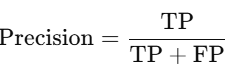 Precision = TP / (TP + FP)